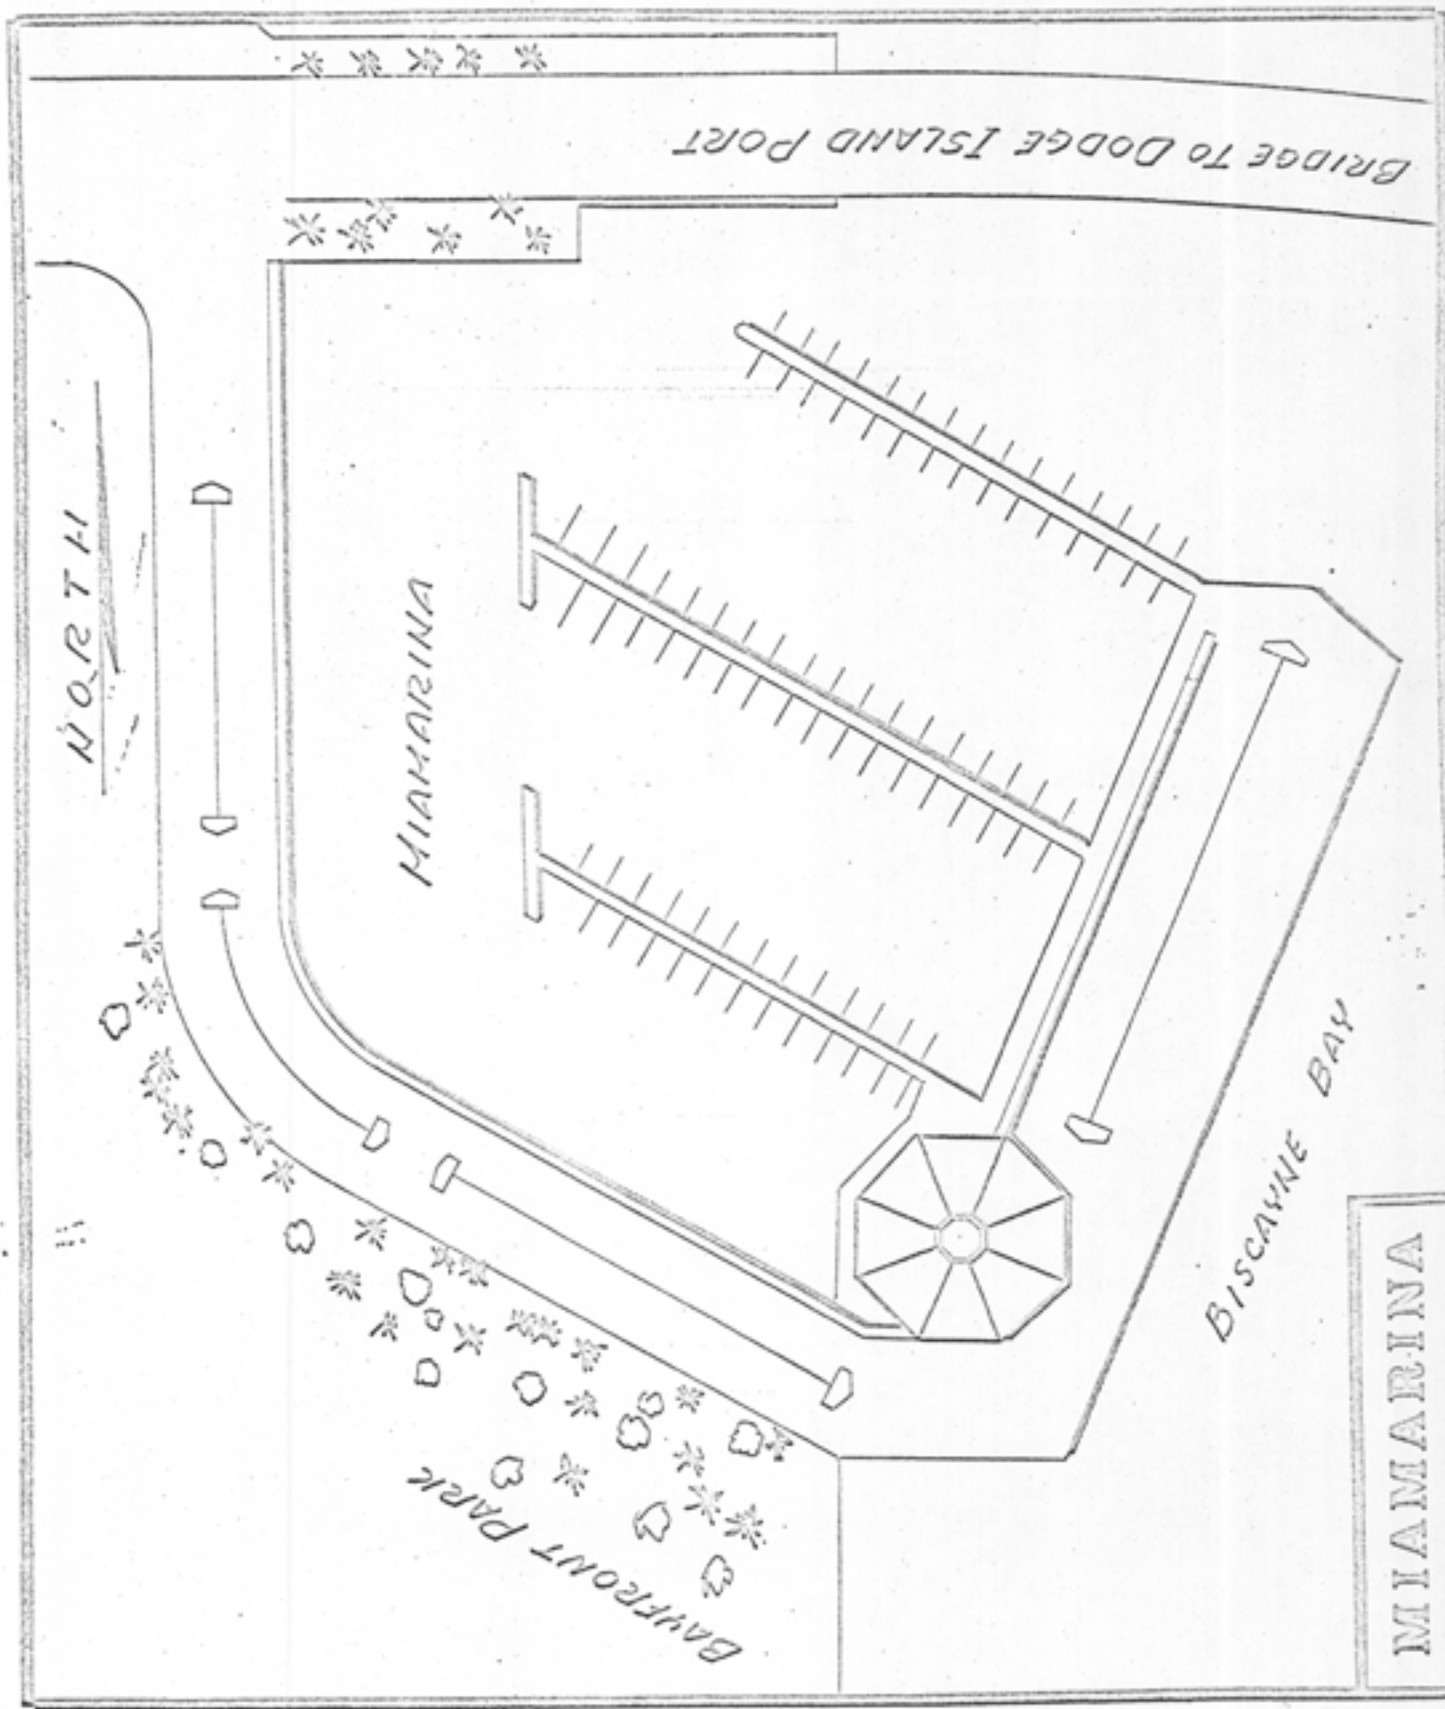 BRIDGE TO DODGE ISLAND PORT
NORTH
MIAMARINA
BISCAYNE BAY
BAYFRONT PARK
MIAMARINA